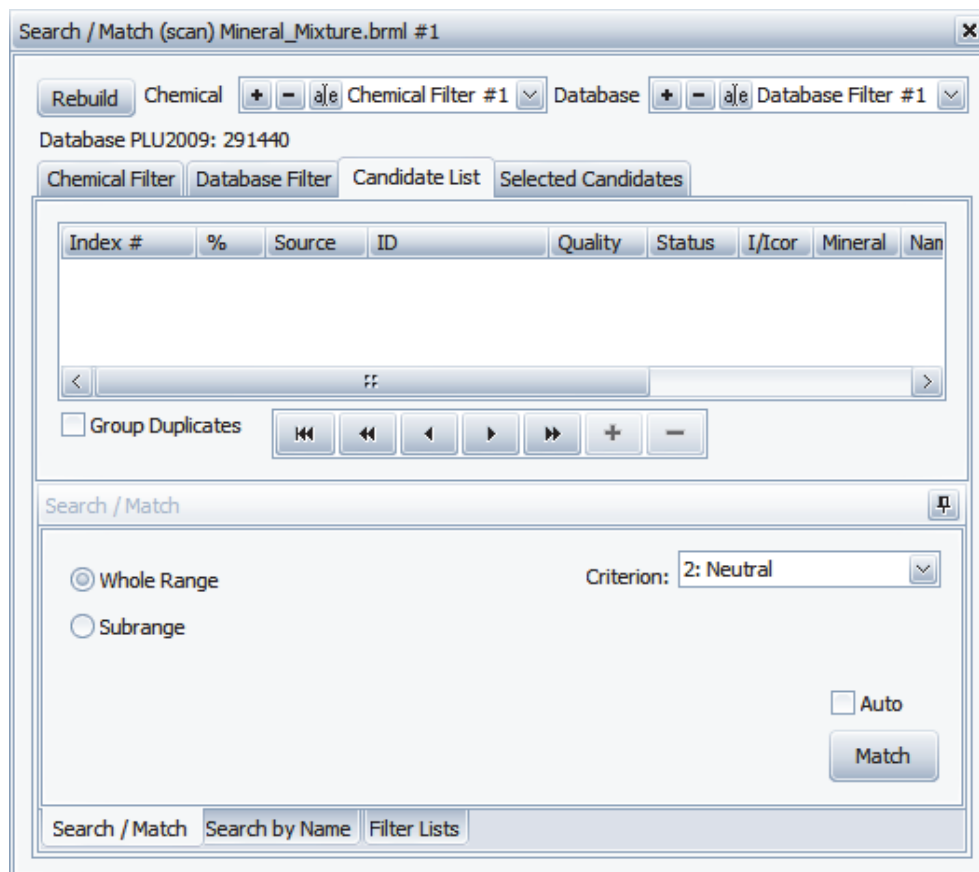 Search / Match (scan) Mineral_Mixture.brml #1
Rebuild Chemical + - a|e Chemical Filter #1 Database + - a|e Database Filter #1
Database PLU2009: 291440
Chemical Filter Database Filter Candidate List Selected Candidates
Index # % Source ID Quality Status I/Icor Mineral Nam
Group Duplicates
Search / Match
Whole Range Criterion: 2: Neutral
Subrange
Auto
Match
Search / Match Search by Name Filter Lists